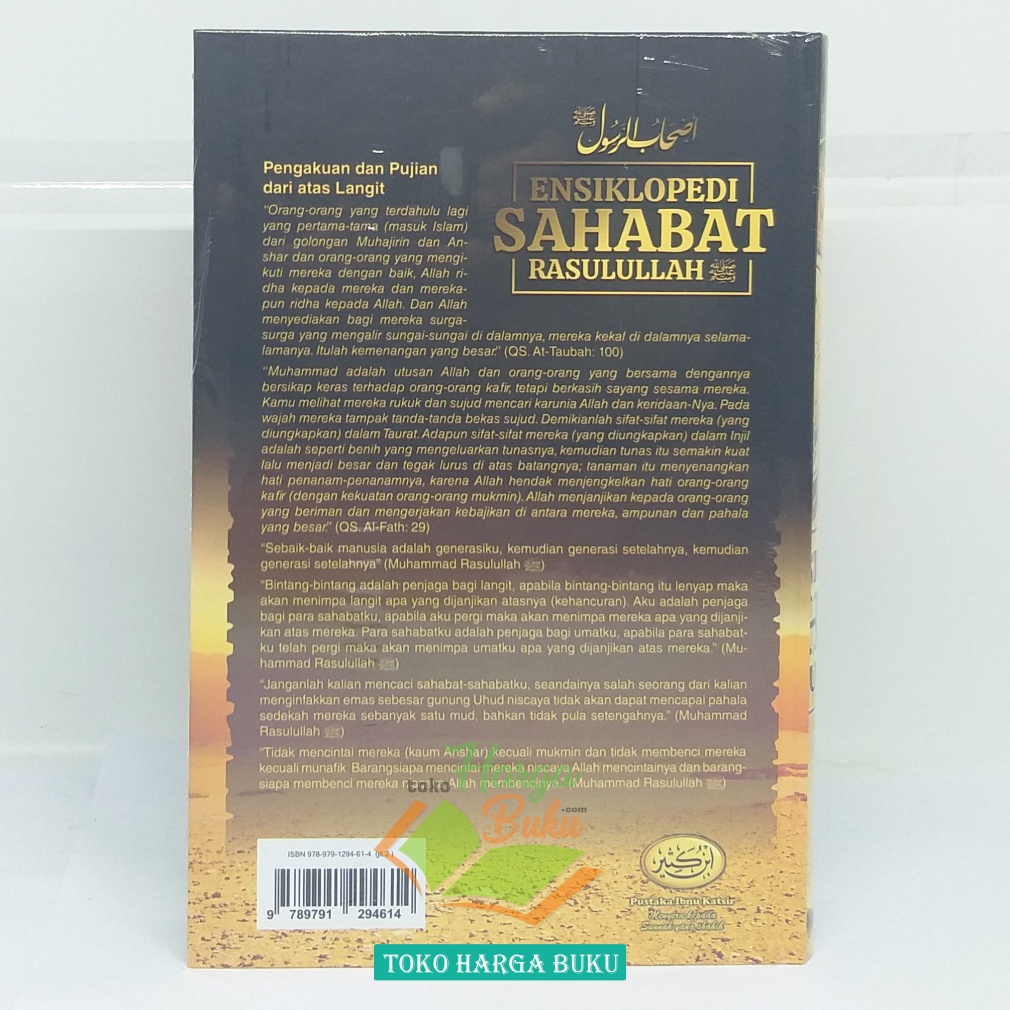 أصحاب الرسول ﷺ
ENSIKLOPEDI
SAHABAT
RASULULLAH ﷺ
Pengakuan dan Pujian
dari atas Langit
“Orang-orang yang terdahulu lagi
yang pertama-tama (masuk Islam)
dari golongan Muhajirin dan An-
shar dan orang-orang yang mengi-
kuti mereka dengan baik, Allah ri-
dha kepada mereka dan mereka-
pun ridha kepada Allah. Dan Allah
menyediakan bagi mereka surga-
surga yang mengalir sungai-sungai di dalamnya, mereka kekal di dalamnya selama-
lamanya. Itulah kemenangan yang besar.” (QS. At-Taubah: 100)
“Muhammad adalah utusan Allah dan orang-orang yang bersama dengannya
bersikap keras terhadap orang-orang kafir, tetapi berkasih sayang sesama mereka.
Kamu melihat mereka rukuk dan sujud mencari karunia Allah dan keridaan-Nya. Pada
wajah mereka tampak tanda-tanda bekas sujud. Demikianlah sifat-sifat mereka (yang
diungkapkan) dalam Taurat. Adapun sifat-sifat mereka (yang diungkapkan) dalam Injil
adalah seperti benih yang mengeluarkan tunasnya, kemudian tunas itu semakin kuat
lalu menjadi besar dan tegak lurus di atas batangnya; tanaman itu menyenangkan
hati penanam-penanamnya, karena Allah hendak menjengkelkan hati orang-orang
kafir (dengan kekuatan orang-orang mukmin). Allah menjanjikan kepada orang-orang
yang beriman dan mengerjakan kebajikan di antara mereka, ampunan dan pahala
yang besar.” (QS. Al-Fath: 29)
“Sebaik-baik manusia adalah generasiku, kemudian generasi setelahnya, kemudian
generasi setelahnya” (Muhammad Rasulullah ﷺ)
“Bintang-bintang adalah penjaga bagi langit, apabila bintang-bintang itu lenyap maka
akan menimpa langit apa yang dijanjikan atasnya (kehancuran). Aku adalah penjaga
bagi para sahabatku, apabila aku pergi maka akan menimpa mereka apa yang dijanji-
kan atas mereka. Para sahabatku adalah penjaga bagi umatku, apabila para sahabat-
ku telah pergi maka akan menimpa umatku apa yang dijanjikan atas mereka.” (Mu-
hammad Rasulullah ﷺ)
“Janganlah kalian mencaci sahabat-sahabatku, seandainya salah seorang dari kalian
menginfakkan emas sebesar gunung Uhud niscaya tidak akan dapat mencapai pahala
sedekah mereka sebanyak satu mud, bahkan tidak pula setengahnya.” (Muhammad
Rasulullah ﷺ)
“Tidak mencintai mereka (kaum Anshar) kecuali mukmin dan tidak membenci mereka
kecuali munafik Barangsiapa mencintai mereka niscaya Allah mencintainya dan barang-
siapa membenci mereka Allah membencinya.” (Muhammad Rasulullah ﷺ)
toko Harga
Buku .com
ISBN 978-979-1294-61-4 (jil.2)
9 789791 294614
ابن كثير
Pustaka Ibnu Katsir
Menyeru kepada
Sunnah yang shahih
TOKO HARGA BUKU